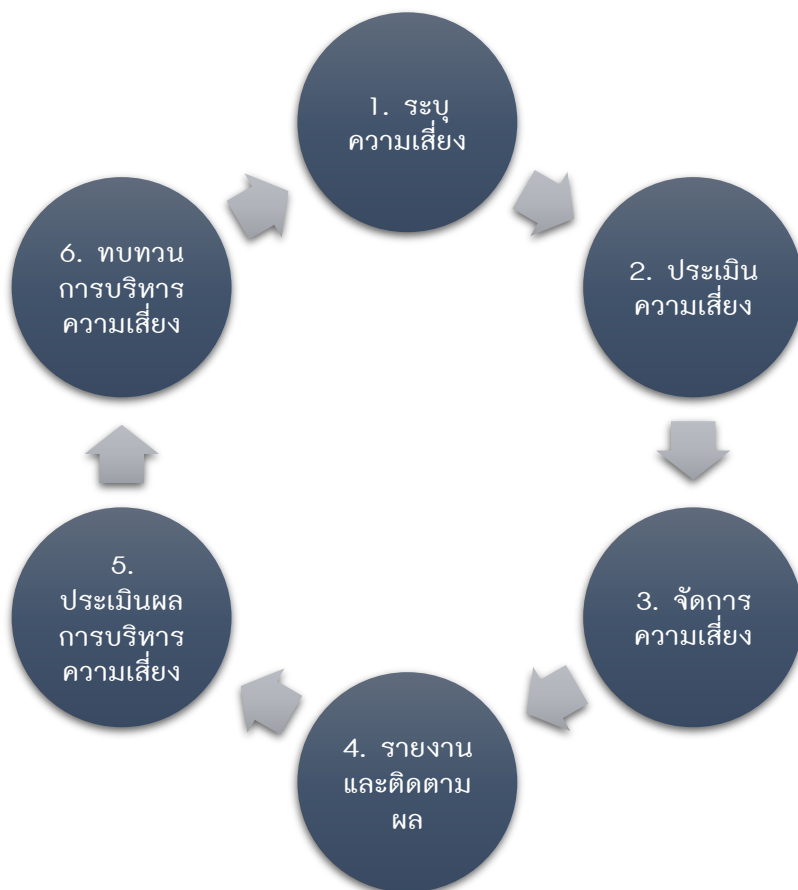 1. ระบุ
ความเสี่ยง
2. ประเมิน
ความเสี่ยง
3. จัดการ
ความเสี่ยง
4. รายงาน
และติดตาม
ผล
5.
ประเมินผล
การบริหาร
ความเสี่ยง
6. ทบทวน
การบริหาร
ความเสี่ยง